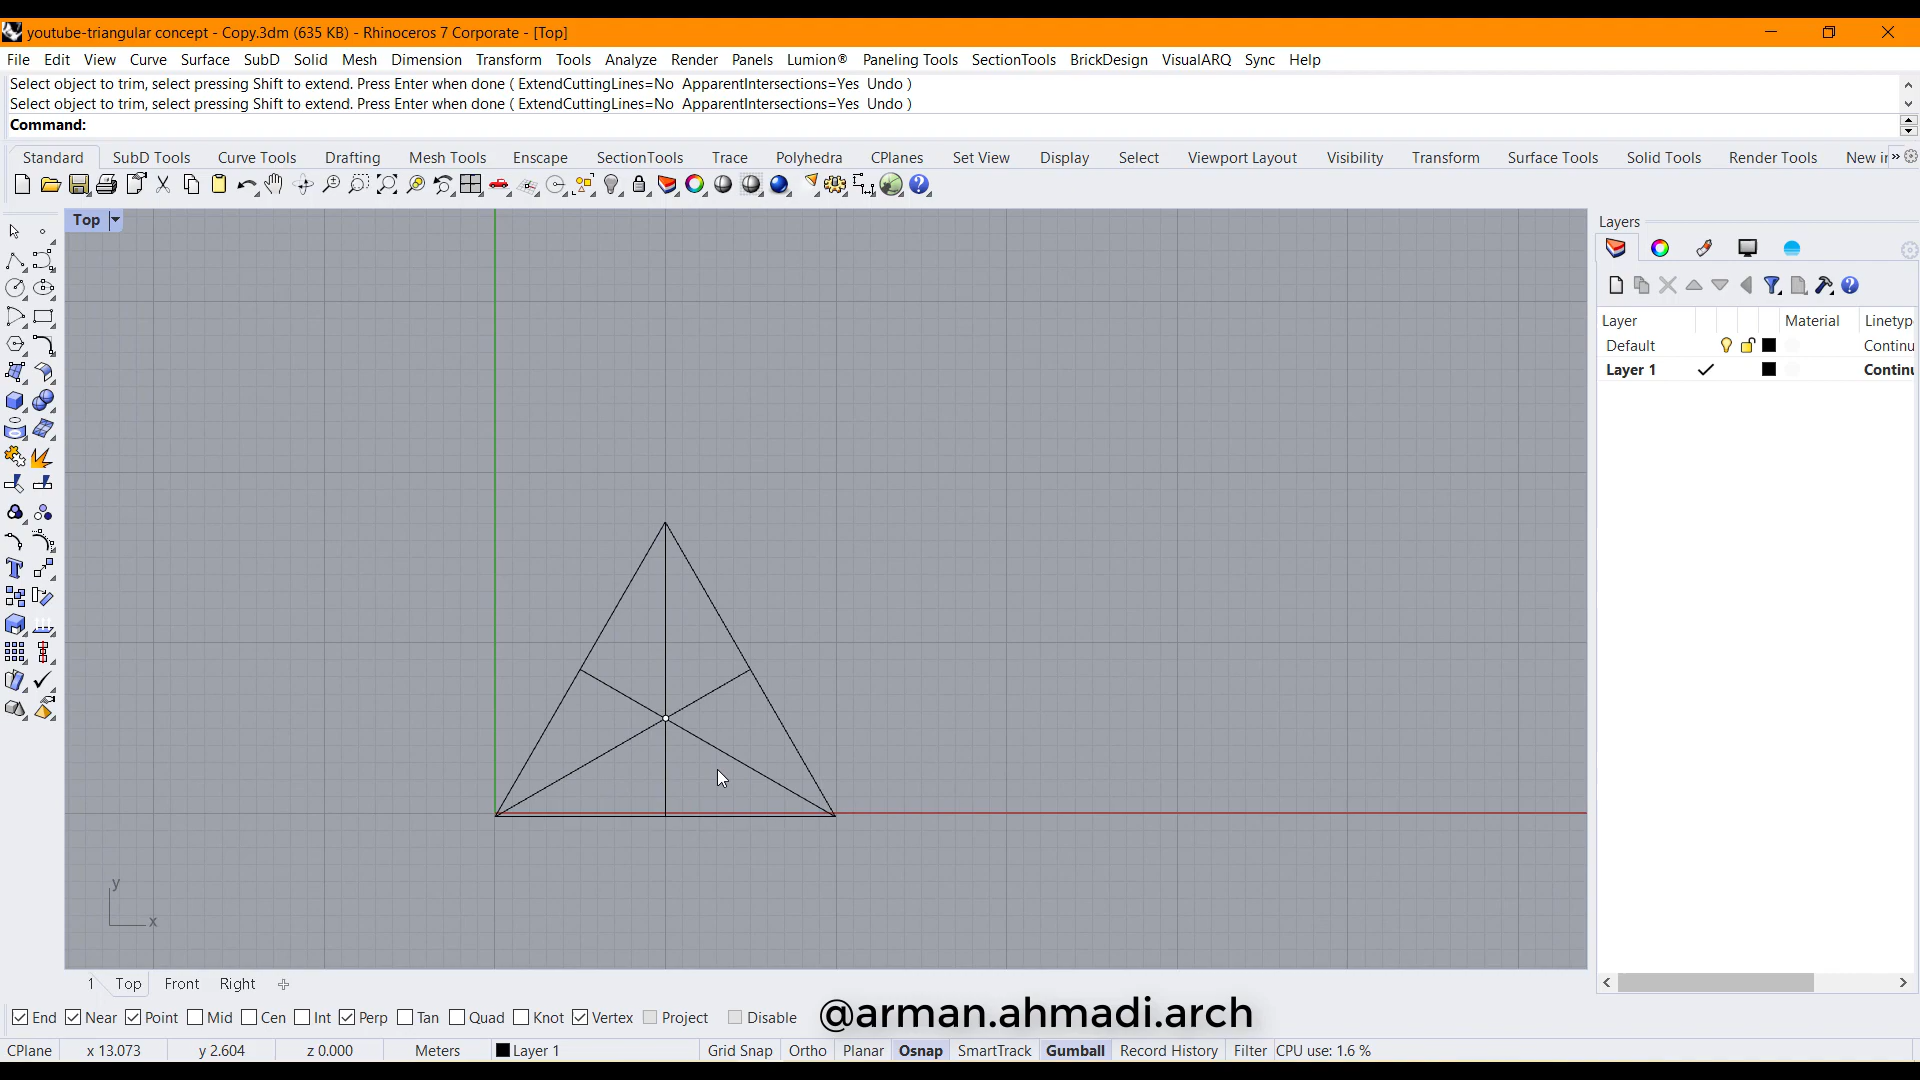 youtube-triangular concept - Copy.3dm (635 KB) - Rhinoceros 7 Corporate - [Top]
File Edit View Curve Surface SubD Solid Mesh Dimension Transform Tools Analyze Render Panels Lumion® Paneling Tools SectionTools BrickDesign VisualARQ Sync Help
Select object to trim, select pressing Shift to extend. Press Enter when done ( ExtendCuttingLines=No ApparentIntersections=Yes Undo )
Select object to trim, select pressing Shift to extend. Press Enter when done ( ExtendCuttingLines=No ApparentIntersections=Yes Undo )
Command:
Standard SubD Tools Curve Tools Drafting Mesh Tools Enscape SectionTools Trace Polyhedra CPlanes Set View Display Select Viewport Layout Visibility Transform Surface Tools Solid Tools Render Tools New in »
Top
Layers
Layer Material Linetyp
Default Continu
Layer 1 Continu
y
x
1 Top Front Right
End Near Point Mid Cen Int Perp Tan Quad Knot Vertex Project Disable
@arman.ahmadi.arch
CPlane x 13.073 y 2.604 z 0.000 Meters Layer 1 Grid Snap Ortho Planar Osnap SmartTrack Gumball Record History Filter CPU use: 1.6 %